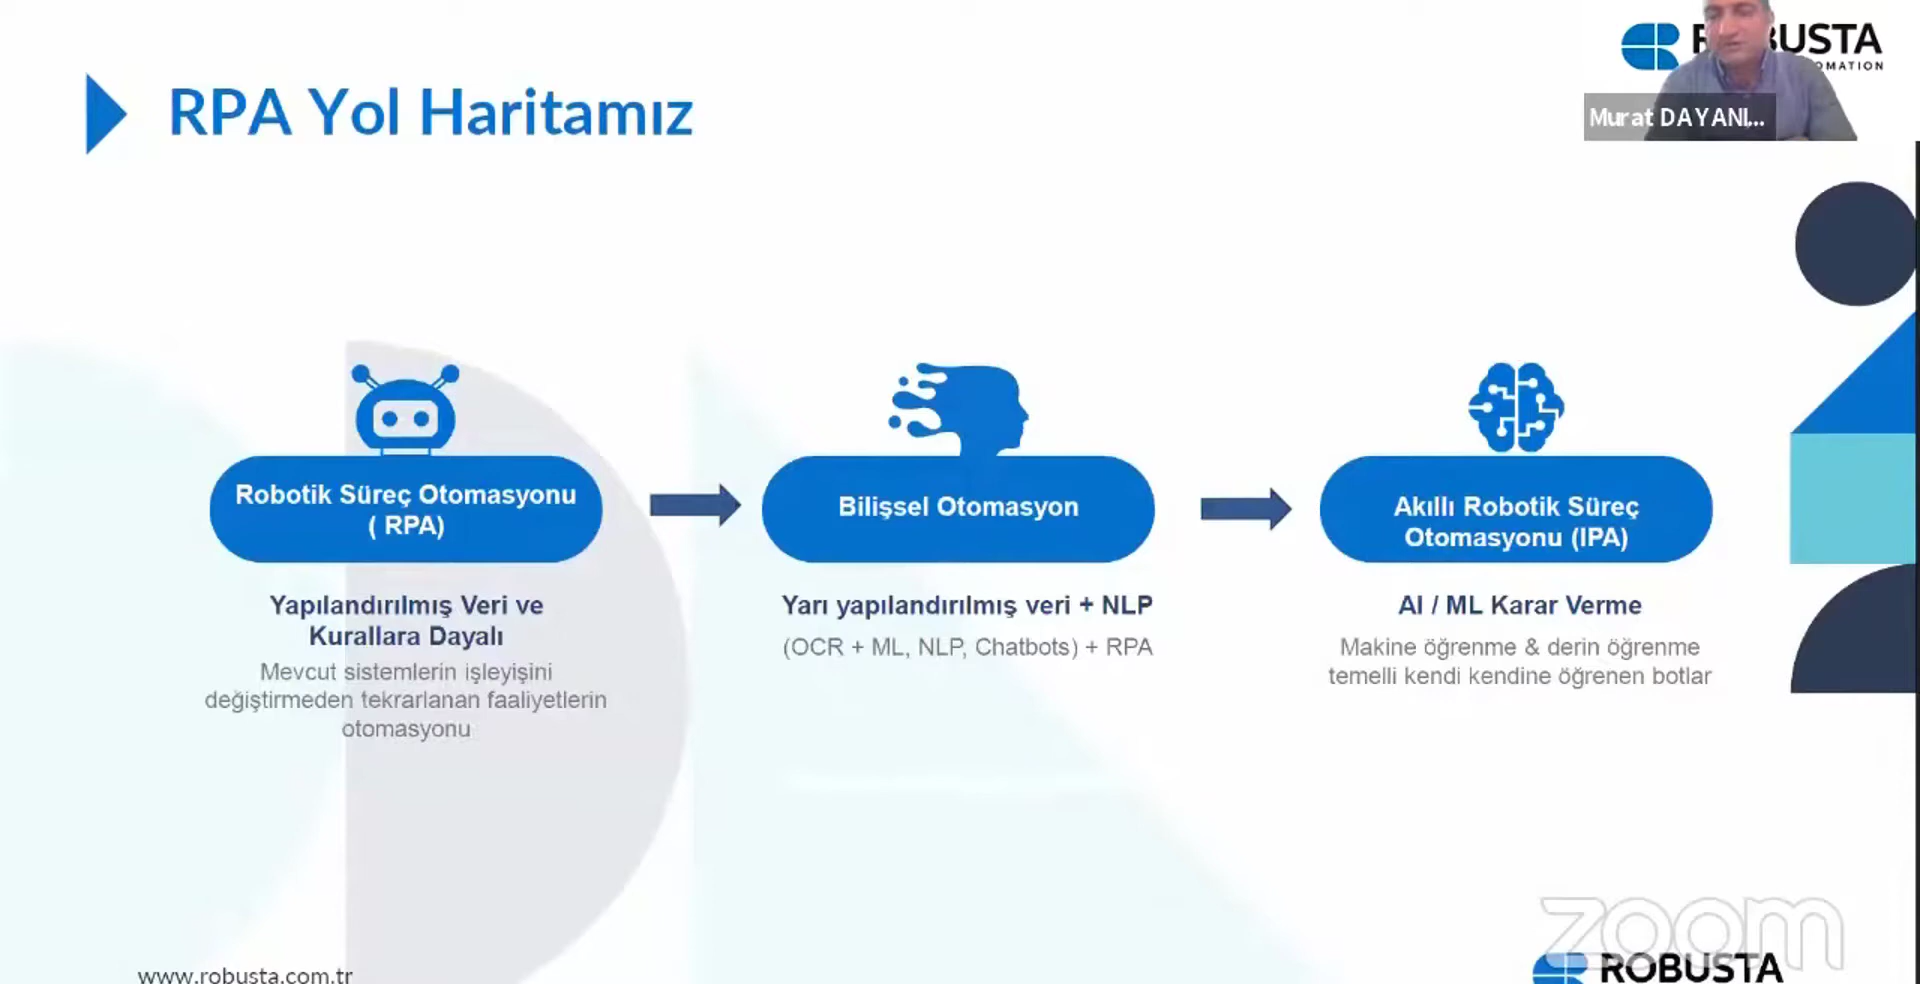 RPA Yol Haritamız
ROBUSTA
Murat DAYANI...
Robotik Süreç Otomasyonu
( RPA)
Yapılandırılmış Veri ve
Kurallara Dayalı
Mevcut sistemlerin işleyişini
değiştirmeden tekrarlanan faaliyetlerin
otomasyonu
Bilişsel Otomasyon
Yarı yapılandırılmış veri + NLP
(OCR + ML, NLP, Chatbots) + RPA
Akıllı Robotik Süreç
Otomasyonu (IPA)
AI / ML Karar Verme
Makine öğrenme & derin öğrenme
temelli kendi kendine öğrenen botlar
zoom
www.robusta.com.tr
ROBUSTA